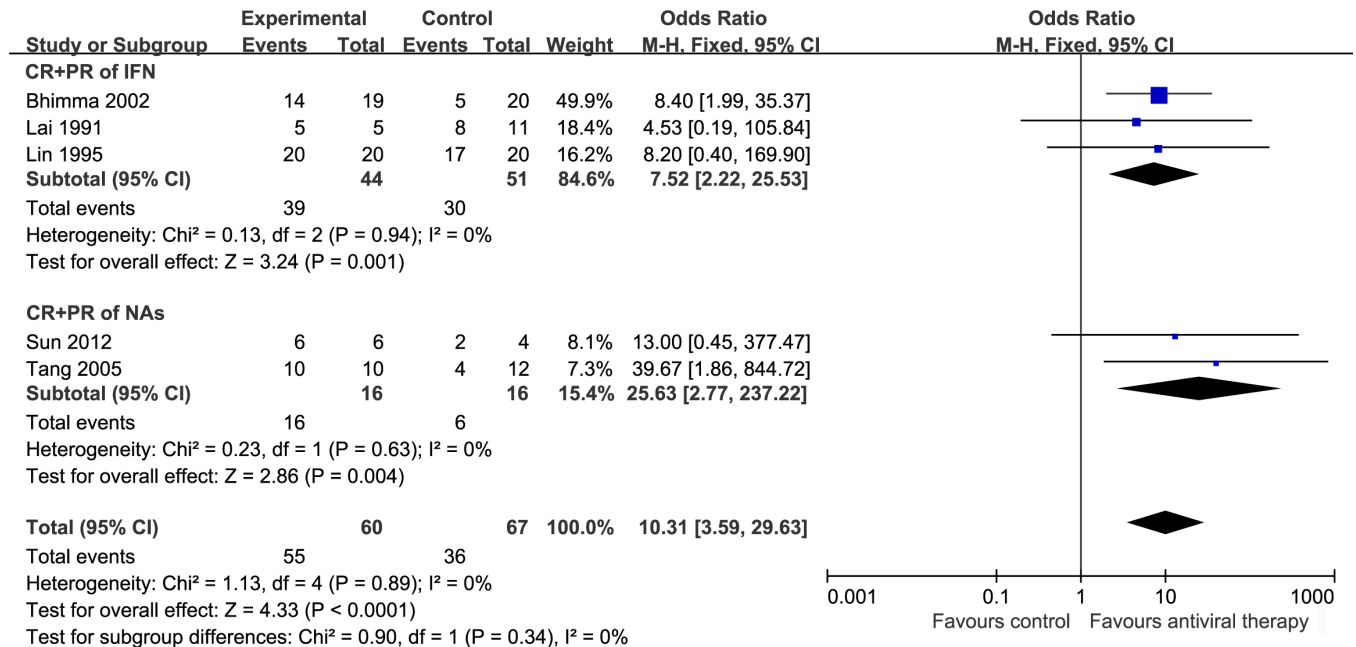 Experimental Control Odds Ratio Odds Ratio
Study or Subgroup Events Total Events Total Weight M-H, Fixed, 95% CI M-H, Fixed, 95% CI
CR+PR of IFN
Bhimma 2002 14 19 5 20 49.9% 8.40 [1.99, 35.37]
Lai 1991 5 5 8 11 18.4% 4.53 [0.19, 105.84]
Lin 1995 20 20 17 20 16.2% 8.20 [0.40, 169.90]
Subtotal (95% CI) 44 51 84.6% 7.52 [2.22, 25.53]
Total events 39 30
Heterogeneity: Chi² = 0.13, df = 2 (P = 0.94); I² = 0%
Test for overall effect: Z = 3.24 (P = 0.001)
CR+PR of NAs
Sun 2012 6 6 2 4 8.1% 13.00 [0.45, 377.47]
Tang 2005 10 10 4 12 7.3% 39.67 [1.86, 844.72]
Subtotal (95% CI) 16 16 15.4% 25.63 [2.77, 237.22]
Total events 16 6
Heterogeneity: Chi² = 0.23, df = 1 (P = 0.63); I² = 0%
Test for overall effect: Z = 2.86 (P = 0.004)
Total (95% CI) 60 67 100.0% 10.31 [3.59, 29.63]
Total events 55 36
Heterogeneity: Chi² = 1.13, df = 4 (P = 0.89); I² = 0%
Test for overall effect: Z = 4.33 (P < 0.0001)
Test for subgroup differences: Chi² = 0.90, df = 1 (P = 0.34), I² = 0%
0.001 0.1 1 10 1000
Favours control Favours antiviral therapy